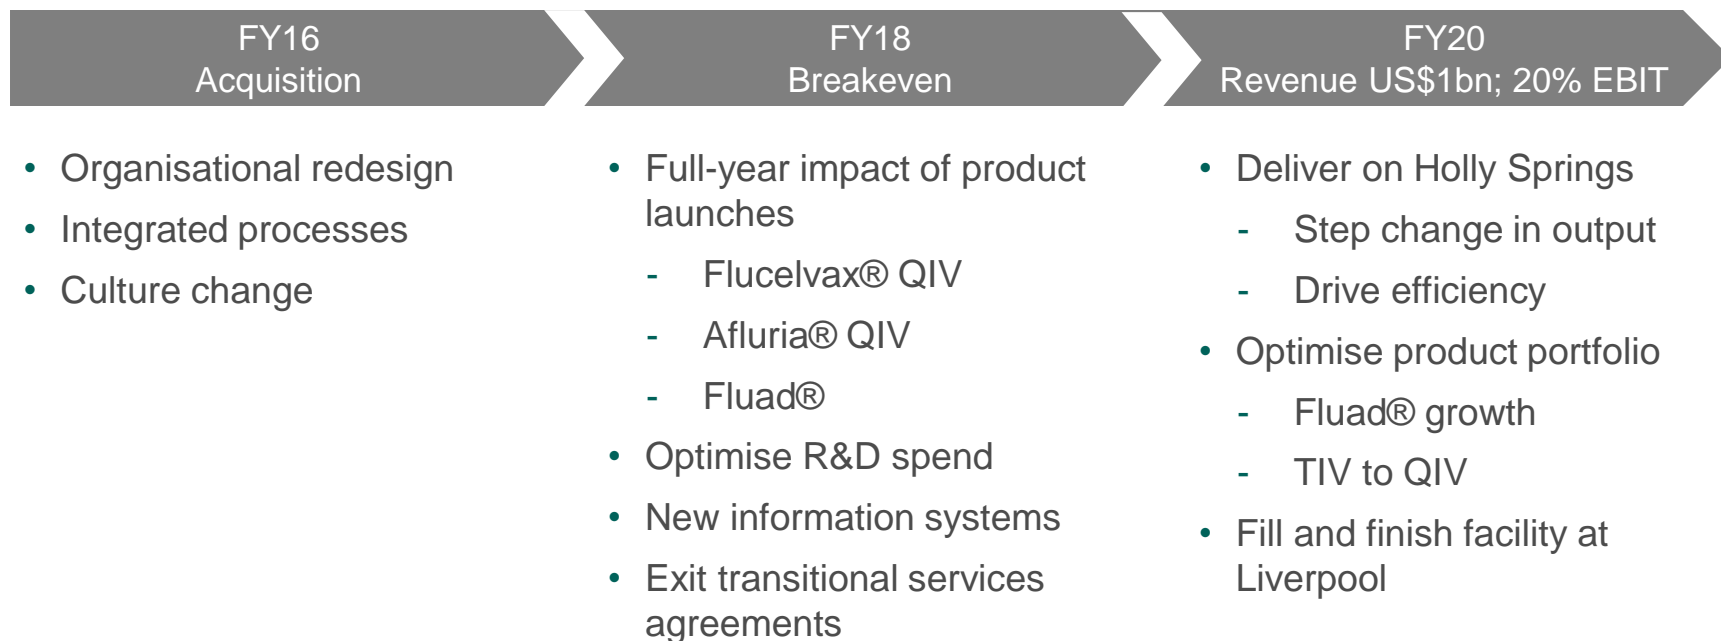 FY16
Acquisition
FY18
Breakeven
FY20
Revenue US$1bn; 20% EBIT
• Organisational redesign
• Integrated processes
• Culture change
• Full-year impact of product
launches
- Flucelvax® QIV
- Afluria® QIV
- Fluad®
• Optimise R&D spend
• New information systems
• Exit transitional services
agreements
• Deliver on Holly Springs
- Step change in output
- Drive efficiency
• Optimise product portfolio
- Fluad® growth
- TIV to QIV
• Fill and finish facility at
Liverpool